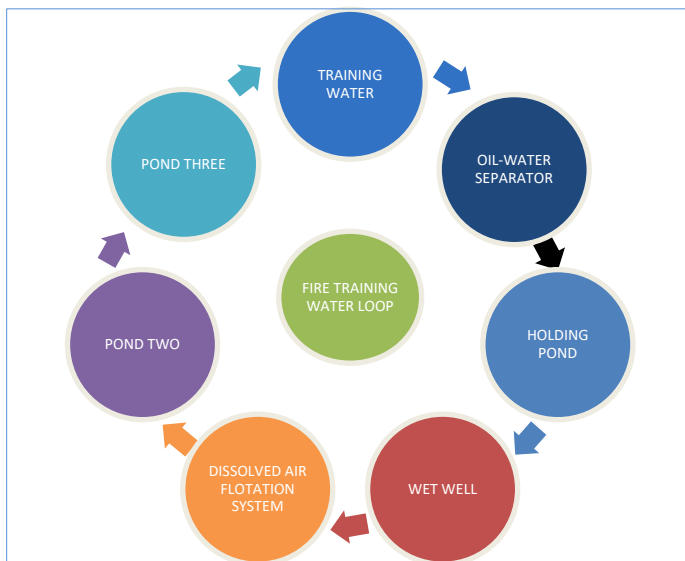 TRAINING
WATER
OIL-WATER
SEPARATOR
HOLDING
POND
WET WELL
DISSOLVED AIR
FLOTATION
SYSTEM
POND TWO
POND THREE
FIRE TRAINING
WATER LOOP